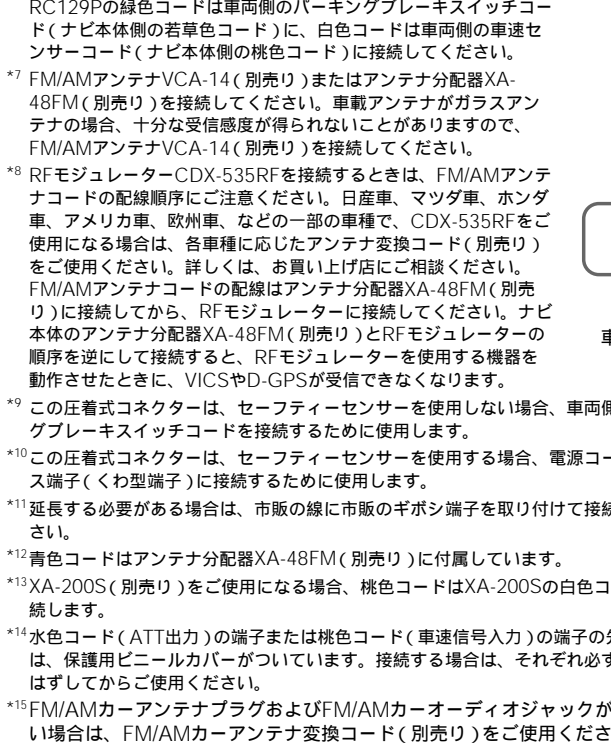 RC129Pの緑色コードは車両側のパーキングブレーキスイッチコー
ド(ナビ本体側の若草色コード)に、白色コードは車両側の車速セ
ンサーコード(ナビ本体側の桃色コード)に接続してください。
*7 FM/AMアンテナVCA-14(別売り)またはアンテナ分配器XA-
48FM(別売り)を接続してください。車載アンテナがガラスアン
テナの場合、十分な受信感度が得られないことがありますので、
FM/AMアンテナVCA-14(別売り)を接続してください。
*8 RFモジュレーターCDX-535RFを接続するときは、FM/AMアンテ
ナコードの配線順序にご注意ください。日産車、マツダ車、ホンダ
車、アメリカ車、欧州車、などの一部の車種で、CDX-535RFをご
使用になる場合は、各車種に応じたアンテナ変換コード(別売り)
をご使用ください。詳しくは、お買い上げ店にご相談ください。
FM/AMアンテナコードの配線はアンテナ分配器XA-48FM(別売
り)に接続してから、RFモジュレーターに接続してください。ナビ
本体のアンテナ分配器XA-48FM(別売り)とRFモジュレーターの
順序を逆にして接続すると、RFモジュレーターを使用する機器を
動作させたときに、VICSやD-GPSが受信できなくなります。
*9 この圧着式コネクターは、セーフティーセンサーを使用しない場合、車両側
グブレーキスイッチコードを接続するために使用します。
*10 この圧着式コネクターは、セーフティーセンサーを使用する場合、電源コー
ス端子(くわ型端子)に接続するために使用します。
*11 延長する必要がある場合は、市販の線に市販のギボシ端子を取り付けて接続
さい。
*12 青色コードはアンテナ分配器XA-48FM(別売り)に付属しています。
*13 XA-200S(別売り)をご使用になる場合、桃色コードはXA-200Sの白色コ
続します。
*14 水色コード(ATT出力)の端子または桃色コード(車速信号入力)の端子の先
は、保護用ビニールカバーがついています。接続する場合は、それぞれ必ず
はずしてからご使用ください。
*15 FM/AMカーアンテナプラグおよびFM/AMカーオーディオジャックが
い場合は、FM/AMカーアンテナ変換コード(別売り)をご使用くださ